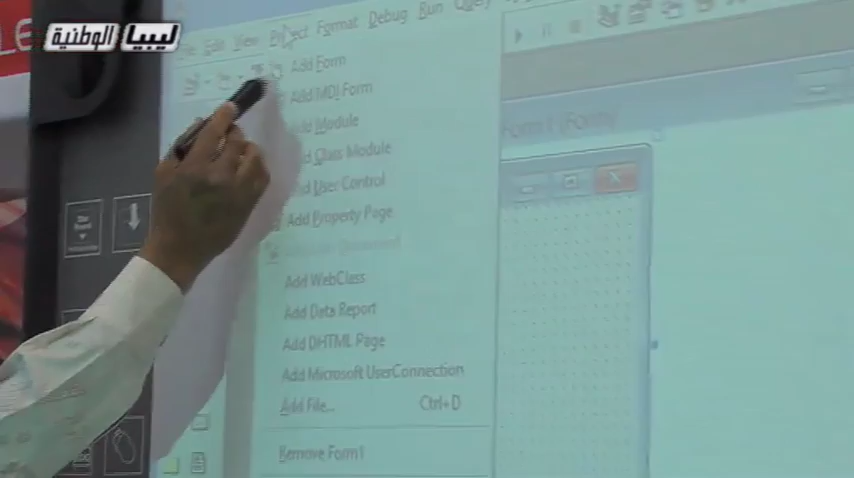 ليبيا الوطنية
File Edit View Project Format Debug Run Query
Add Form
Add MDI Form
Add Module
Add Class Module
Add User Control
Add Property Page
Add WebClass
Add Data Report
Add DHTML Page
Add Microsoft UserConnection
Add File... Ctrl+D
Remove Form1
Form1 (Form)